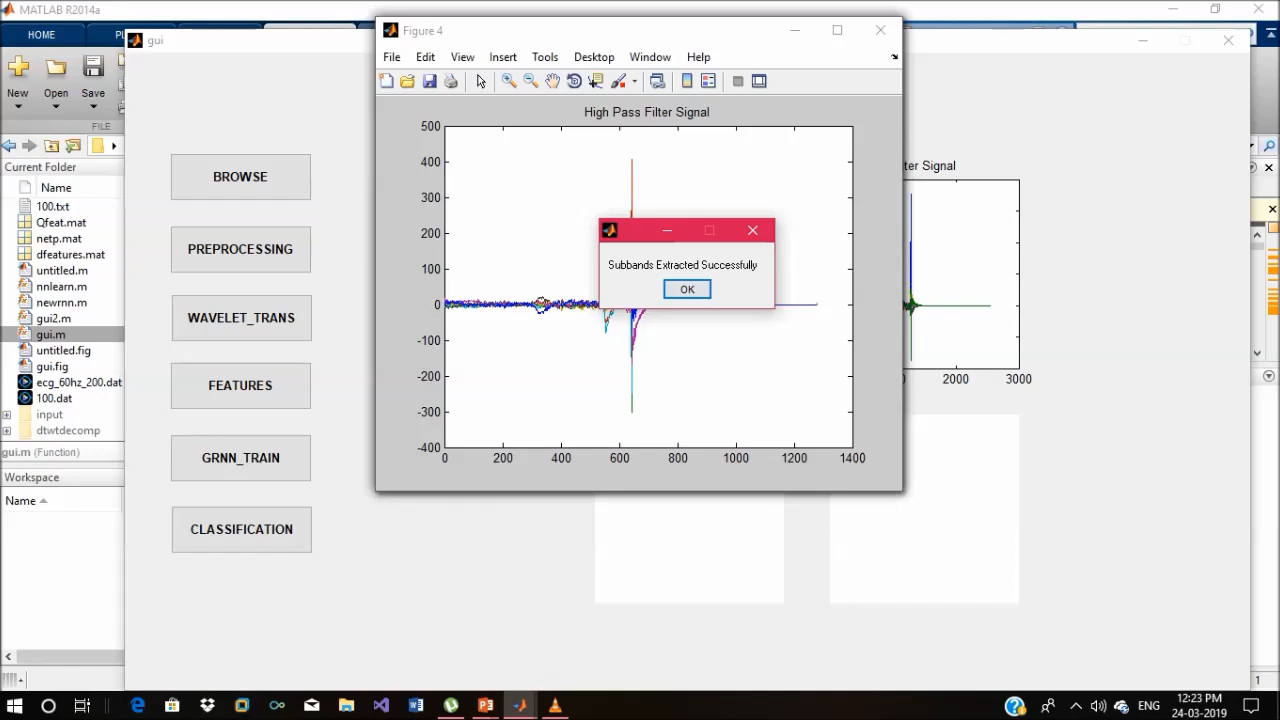 MATLAB R2014a
HOME
gui
New
Open
Save
FILE
Current Folder
Name
100.txt
Qfeat.mat
netp.mat
dfeatures.mat
untitled.m
nnlearn.m
newrnn.m
gui2.m
gui.m
untitled.fig
gui.fig
ecg_60hz_200.dat
100.dat
input
dtwtdecomp
gui.m (Function)
Workspace
Name
BROWSE
PREPROCESSING
WAVELET_TRANS
FEATURES
GRNN_TRAIN
CLASSIFICATION
Figure 4
File Edit View Insert Tools Desktop Window Help
High Pass Filter Signal
500
400
300
200
100
0
-100
-200
-300
-400
0 200 400 600 800 1000 1200 1400
Subbands Extracted Successfully
OK
ter Signal
2000 3000
1
ENG
12:23 PM
24-03-2019